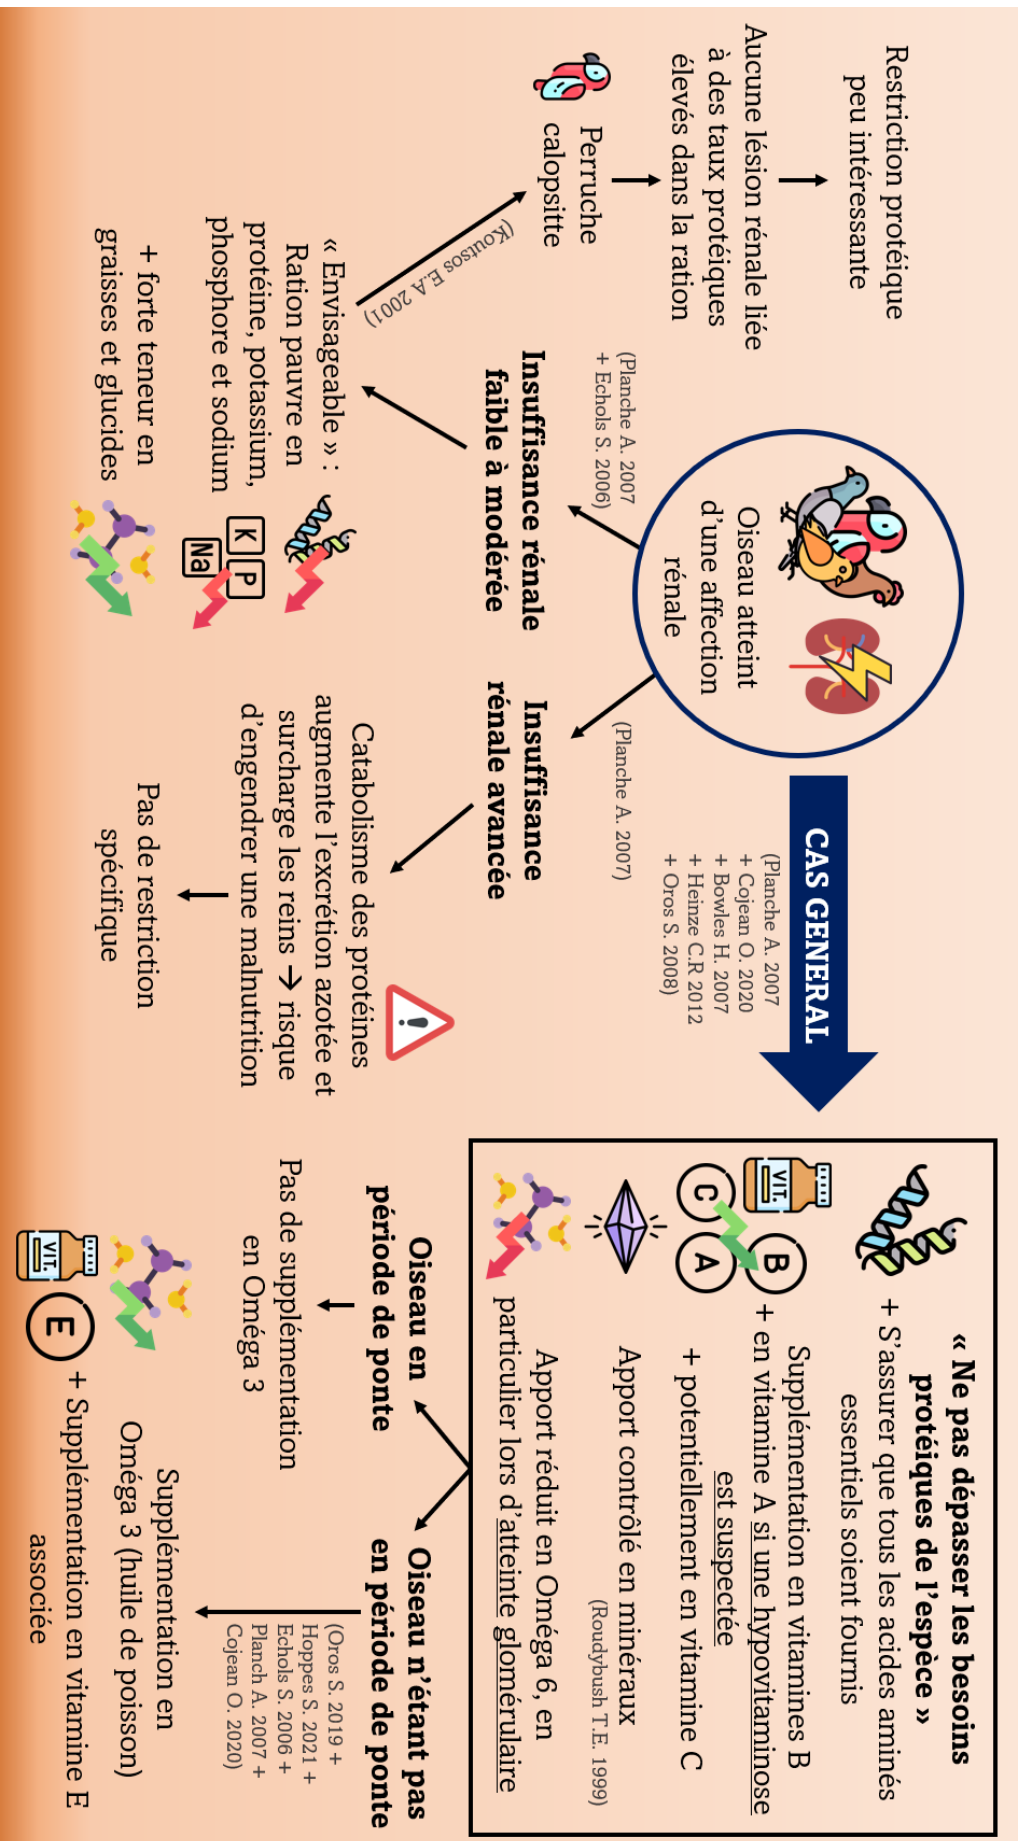 Oiseau atteint
d'une affection
rénale
CAS GENERAL
(Planche A. 2007
+ Cojean O. 2020
+ Bowles H. 2007
+ Heinze C.R 2012
+ Oros S. 2008)
« Ne pas dépasser les besoins
protéiques de l'espèce »
+ S'assurer que tous les acides aminés
essentiels soient fournis
VIT.
B
C
A
Supplémentation en vitamines B
+ en vitamine A si une hypovitaminose
est suspectée
+ potentiellement en vitamine C
Apport contrôlé en minéraux
(Roudybush T.E. 1999)
Apport réduit en Oméga 6, en
particulier lors d'atteinte glomérulaire
Oiseau en
période de ponte
Pas de supplémentation
en Oméga 3
Oiseau n'étant pas
en période de ponte
(Oros S. 2019 +
Hoppes S. 2021 +
Echols S. 2006 +
Planch A. 2007 +
Cojean O. 2020)
Supplémentation en
Oméga 3 (huile de poisson)
+ Supplémentation en vitamine E
associée
VIT.
E
(Planche A. 2007
+ Echols S. 2006)
Insuffisance rénale
faible à modérée
« Envisageable » :
Ration pauvre en
protéine, potassium,
phosphore et sodium
+ forte teneur en
graisses et glucides
K
P
Na
(Koutsos E.A 2001)
Perruche
calopsitte
Aucune lésion rénale liée
à des taux protéiques
élevés dans la ration
Restriction protéique
peu intéressante
(Planche A. 2007)
Insuffisance
rénale avancée
Catabolisme des protéines
augmente l'excrétion azotée et
surcharge les reins → risque
d'engendrer une malnutrition
Pas de restriction
spécifique